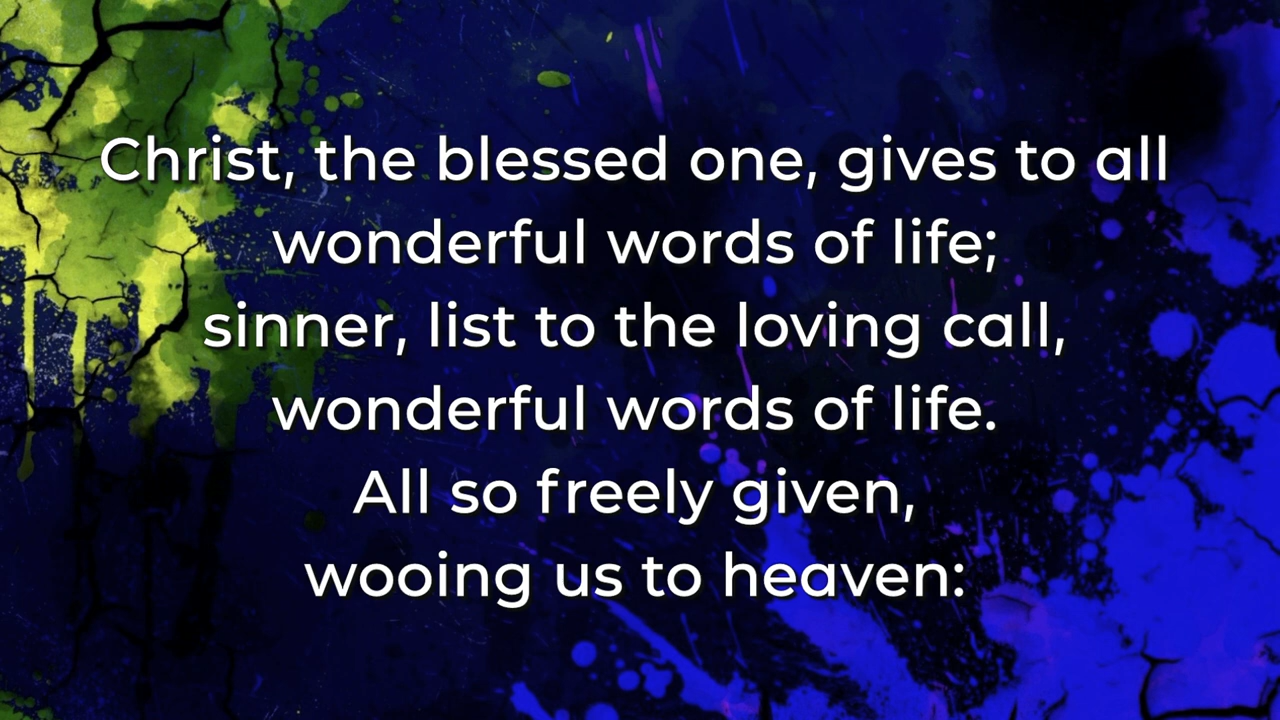 Christ, the blessed one, gives to all
wonderful words of life;
sinner, list to the loving call,
wonderful words of life.
All so freely given,
wooing us to heaven: